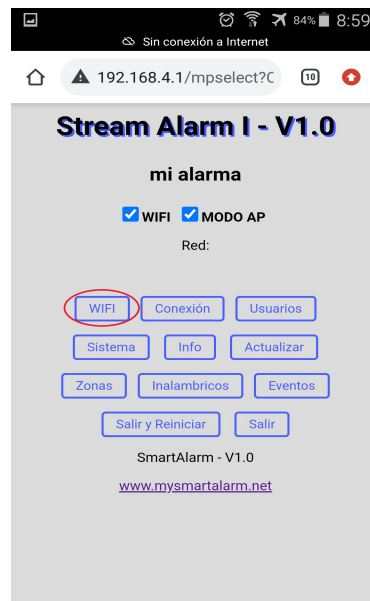 84% 8:59
Sin conexión a Internet
192.168.4.1/mpselect?C 10
Stream Alarm I - V1.0
mi alarma
WIFI MODO AP
Red:
WIFI Conexión Usuarios
Sistema Info Actualizar
Zonas Inalambricos Eventos
Salir y Reiniciar Salir
SmartAlarm - V1.0
www.mysmartalarm.net